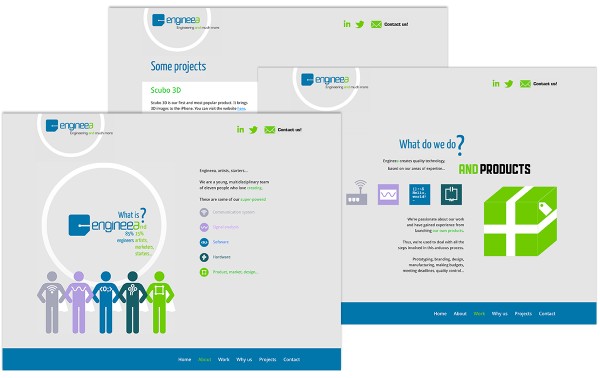 engineea
Engineering and much more
Contact us!
Some projects
Scubo 3D
Scubo 3D is our first and most popular product. It brings
3D images to the iPhone. You can visit the website here.
engineea
Engineering and much more
Contact us!
What do we do?
Engineea creates quality technology,
based on our areas of expertise...
AND PRODUCTS
We're passionate about our work
and have gained experience from
launching our own products.
Thus, we're used to deal with all the
steps involved in this arduous process.
Prototyping, branding, design,
manufacturing, making budgets,
meeting deadlines, quality control...
Home About Work Why us Projects Contact
engineea
Engineering and much more
Contact us!
What is
engineea?
85% engineers
and 15% artists,
marketers,
starters...
Engineea, artists, starters...
We are a young, multidisciplinary team
of eleven people who love creating.
These are some of our super-powers!
Communication system
Signal analysis
Software
Hardware
Product, market, design...
Home About Work Why us Projects Contact